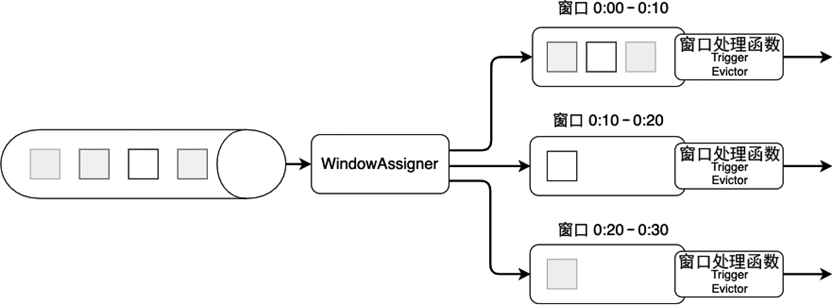 窗口 0:00-0:10
窗口处理函数
Trigger
Evictor
WindowAssigner
窗口 0:10-0:20
窗口处理函数
Trigger
Evictor
窗口 0:20-0:30
窗口处理函数
Trigger
Evictor